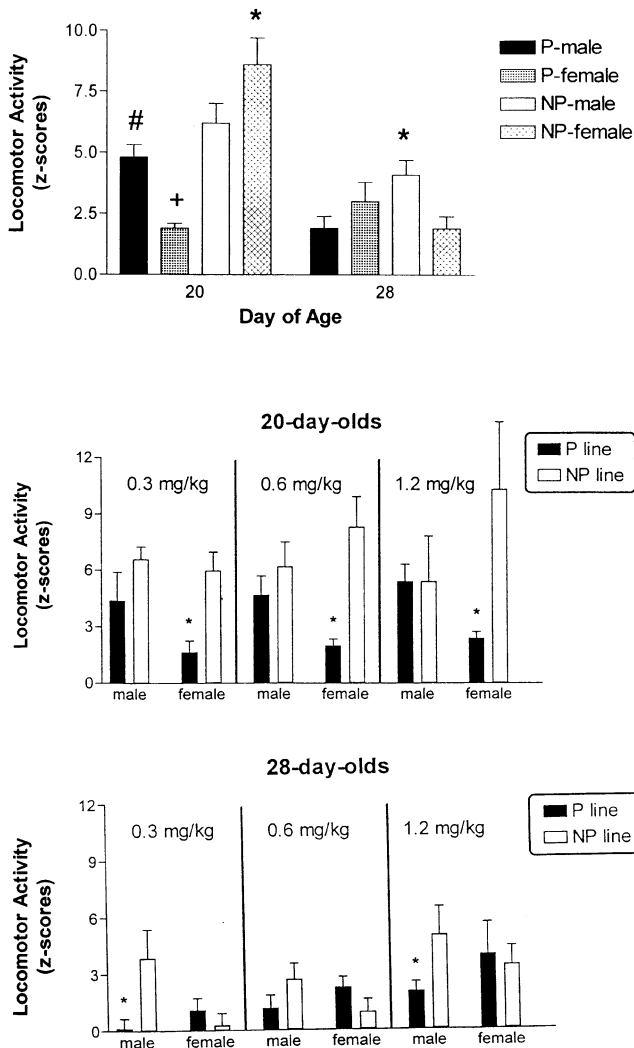 *
10.0
P-male
P-female
NP-male
NP-female
7.5
#
*
5.0
+
2.5
0.0
Locomotor Activity
(z-scores)
20 28
Day of Age
20-day-olds
P line
NP line
12
0.3 mg/kg 0.6 mg/kg 1.2 mg/kg
9
6
3
* * *
0
Locomotor Activity
(z-scores)
male female male female male female
28-day-olds
P line
NP line
12
0.3 mg/kg 0.6 mg/kg 1.2 mg/kg
9
6
3
* *
0
Locomotor Activity
(z-scores)
male female male female male female